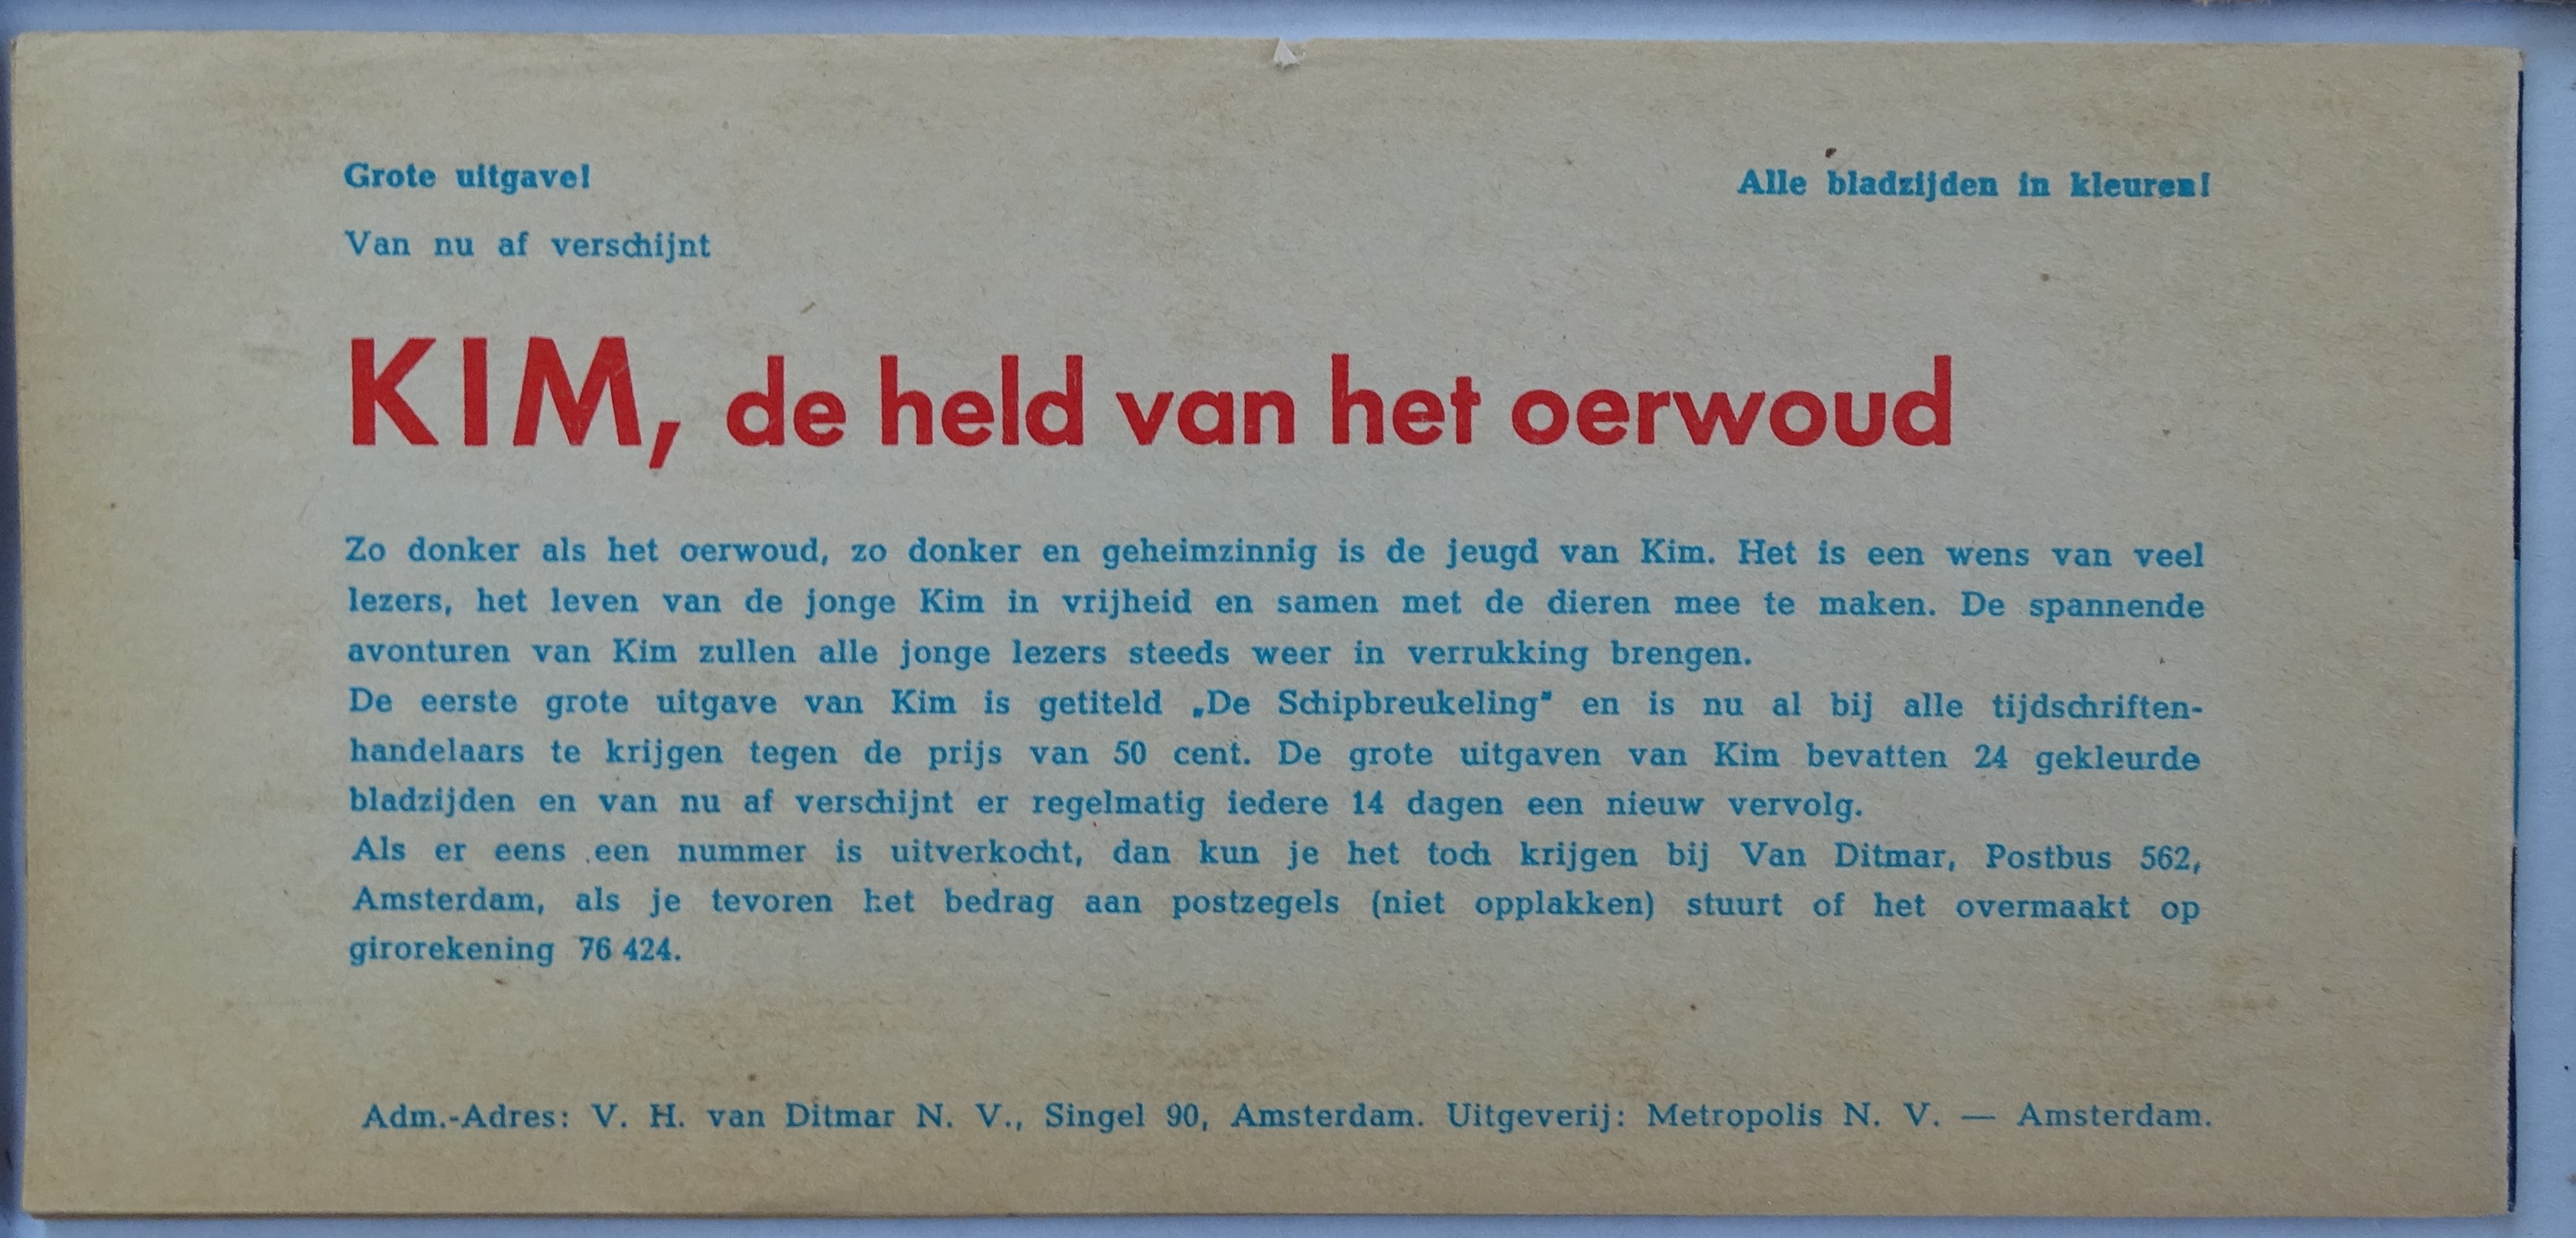 Grote uitgave!
Alle bladzijden in kleuren!
Van nu af verschijnt
KIM, de held van het oerwoud
Zo donker als het oerwoud, zo donker en geheimzinnig is de jeugd van Kim. Het is een wens van veel
lezers, het leven van de jonge Kim in vrijheid en samen met de dieren mee te maken. De spannende
avonturen van Kim zullen alle jonge lezers steeds weer in verrukking brengen.
De eerste grote uitgave van Kim is getiteld „De Schipbreukeling" en is nu al bij alle tijdschriften-
handelaars te krijgen tegen de prijs van 50 cent. De grote uitgaven van Kim bevatten 24 gekleurde
bladzijden en van nu af verschijnt er regelmatig iedere 14 dagen een nieuw vervolg.
Als er eens een nummer is uitverkocht, dan kun je het toch krijgen bij Van Ditmar, Postbus 562,
Amsterdam, als je tevoren het bedrag aan postzegels (niet opplakken) stuurt of het overmaakt op
girorekening 76 424.
Adm.-Adres: V. H. van Ditmar N. V., Singel 90, Amsterdam. Uitgeverij: Metropolis N. V. — Amsterdam.